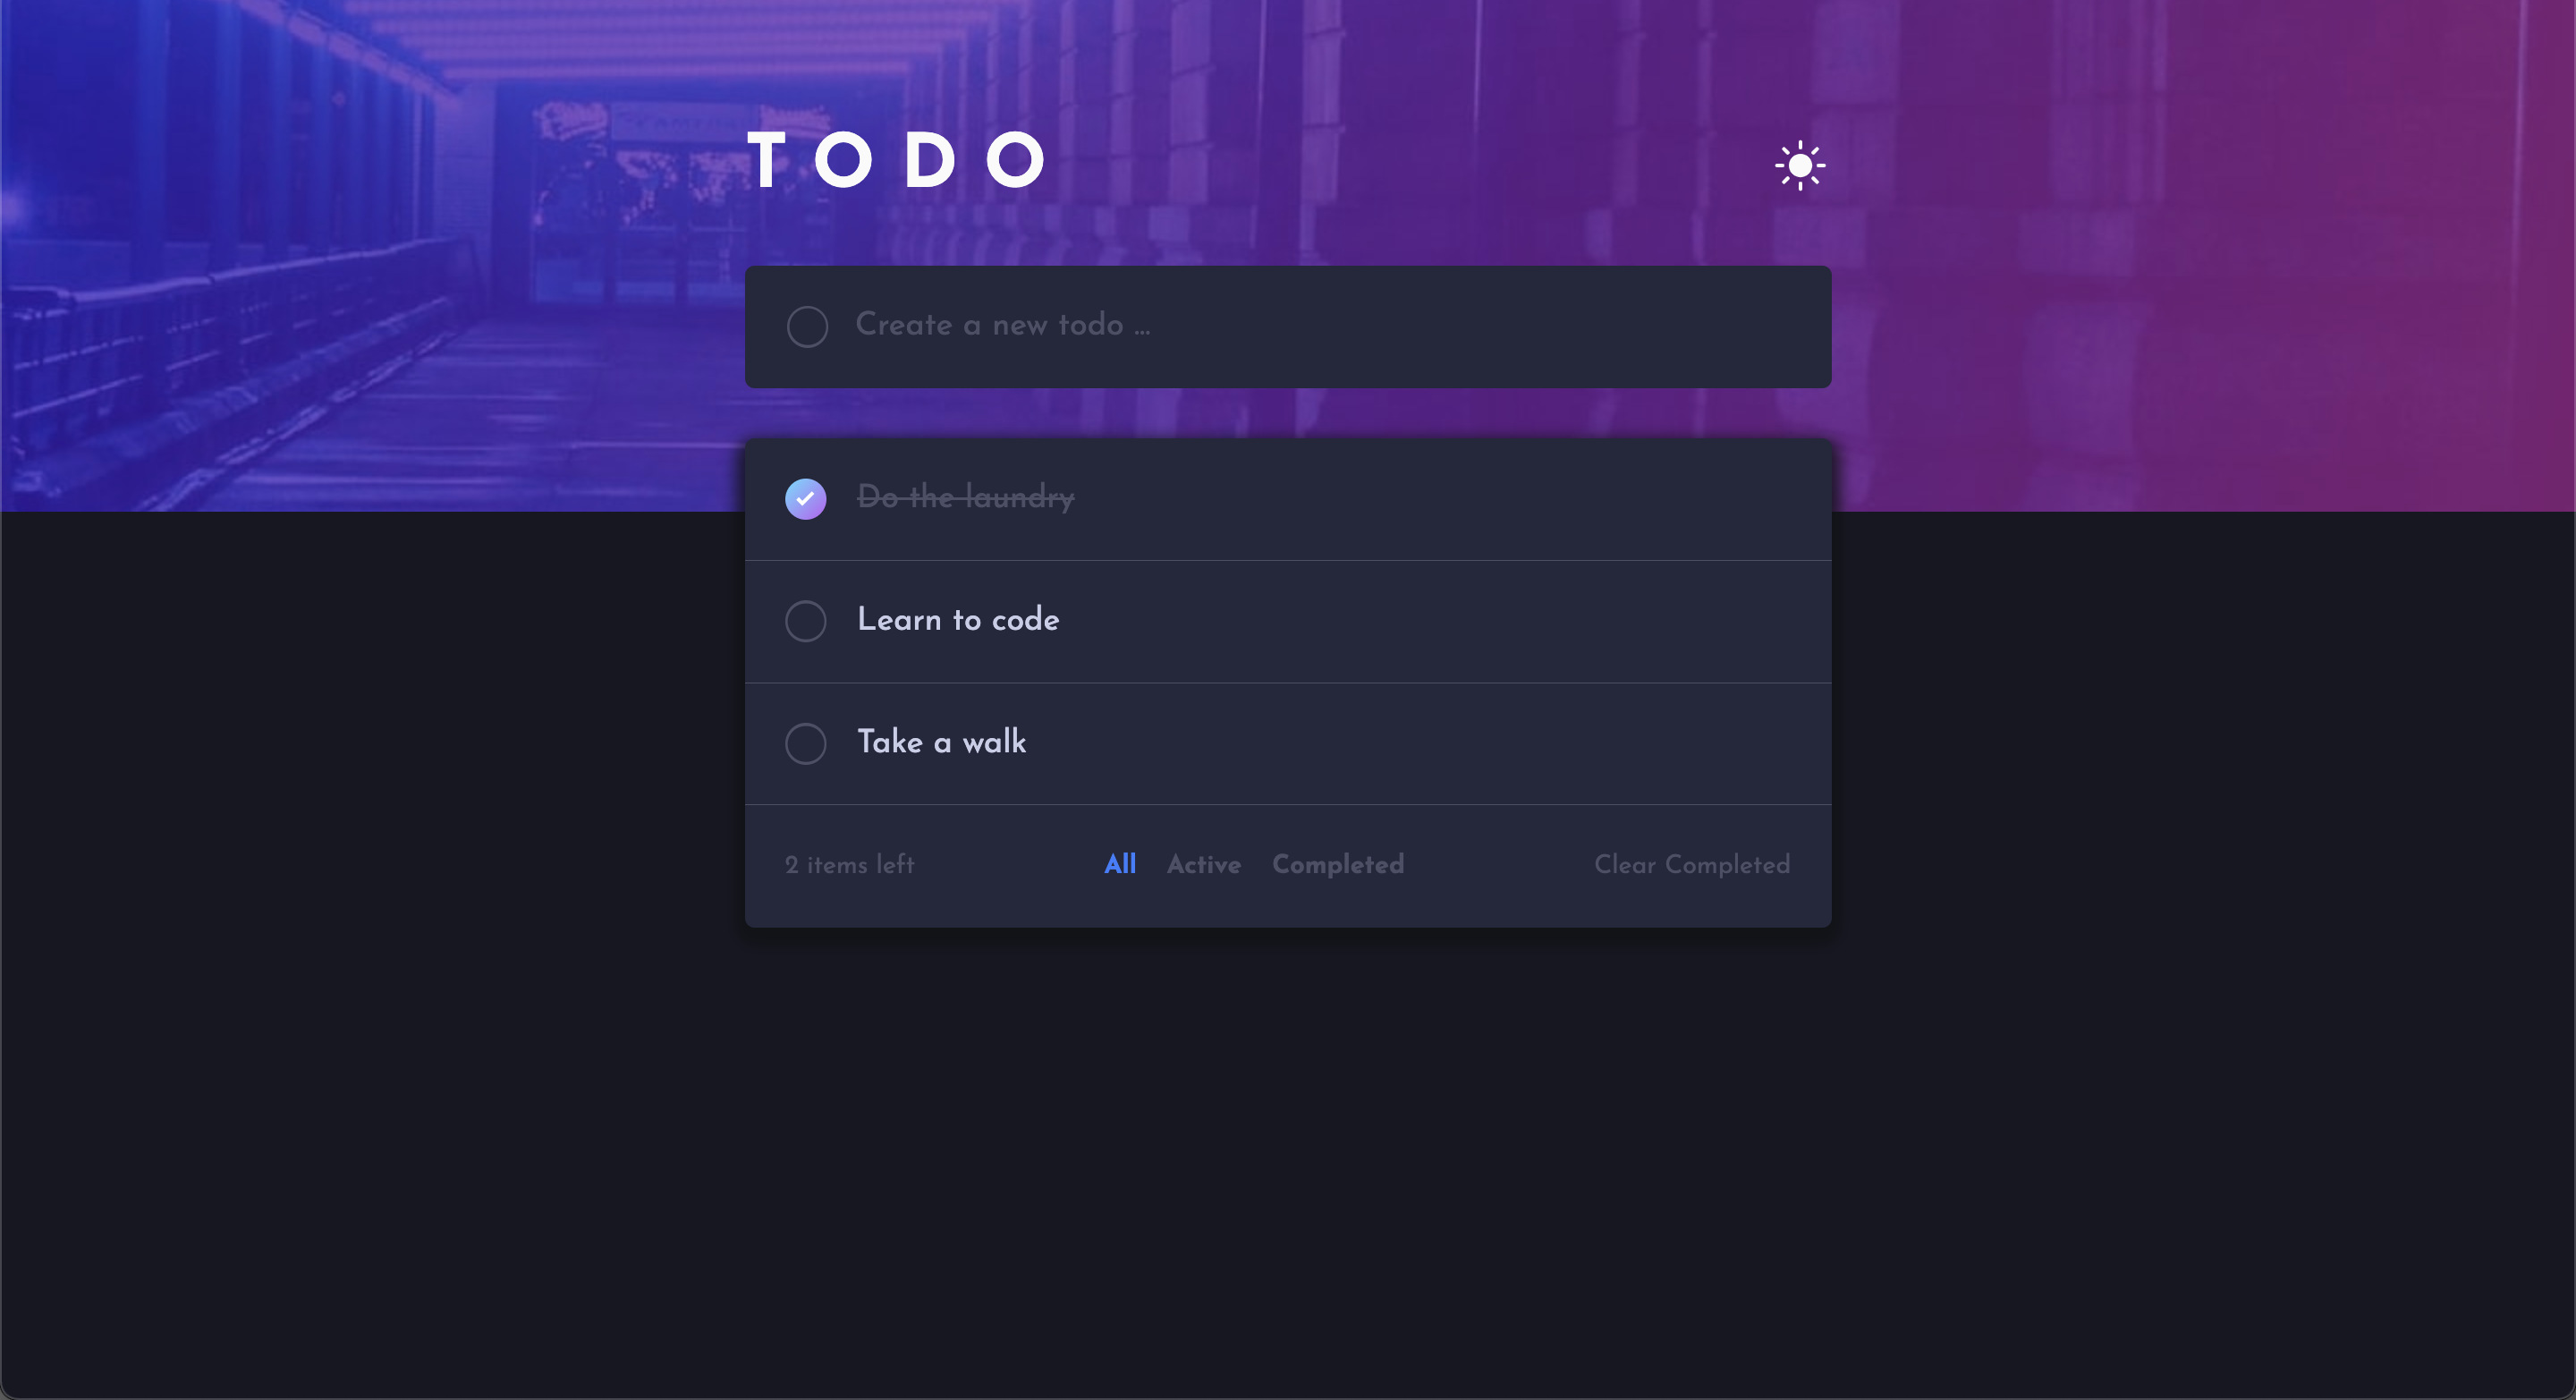 TODO
Create a new todo ...
Do the laundry
Learn to code
Take a walk
2 items left All Active Completed Clear Completed